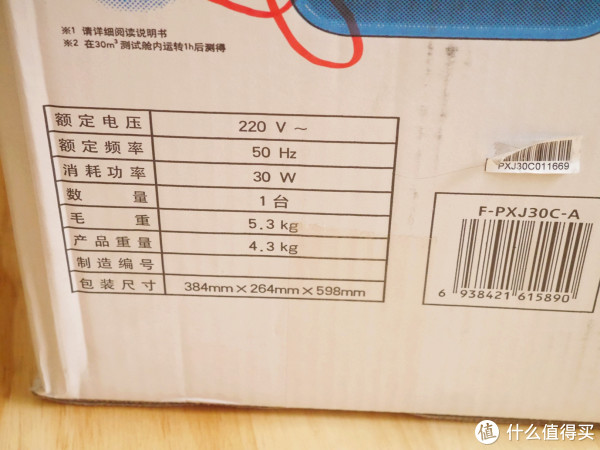 ※1 请详细阅读说明书
※2 在30m³测试舱内运转1h后测得
额定电压 220 V ～
额定频率 50 Hz
消耗功率 30 W
数量 1 台
毛重 5.3 kg
产品重量 4.3 kg
制造编号
包装尺寸 384mm×264mm×598mm
PXJ30C011669
F-PXJ30C-A
6 938421 615890
值 什么值得买